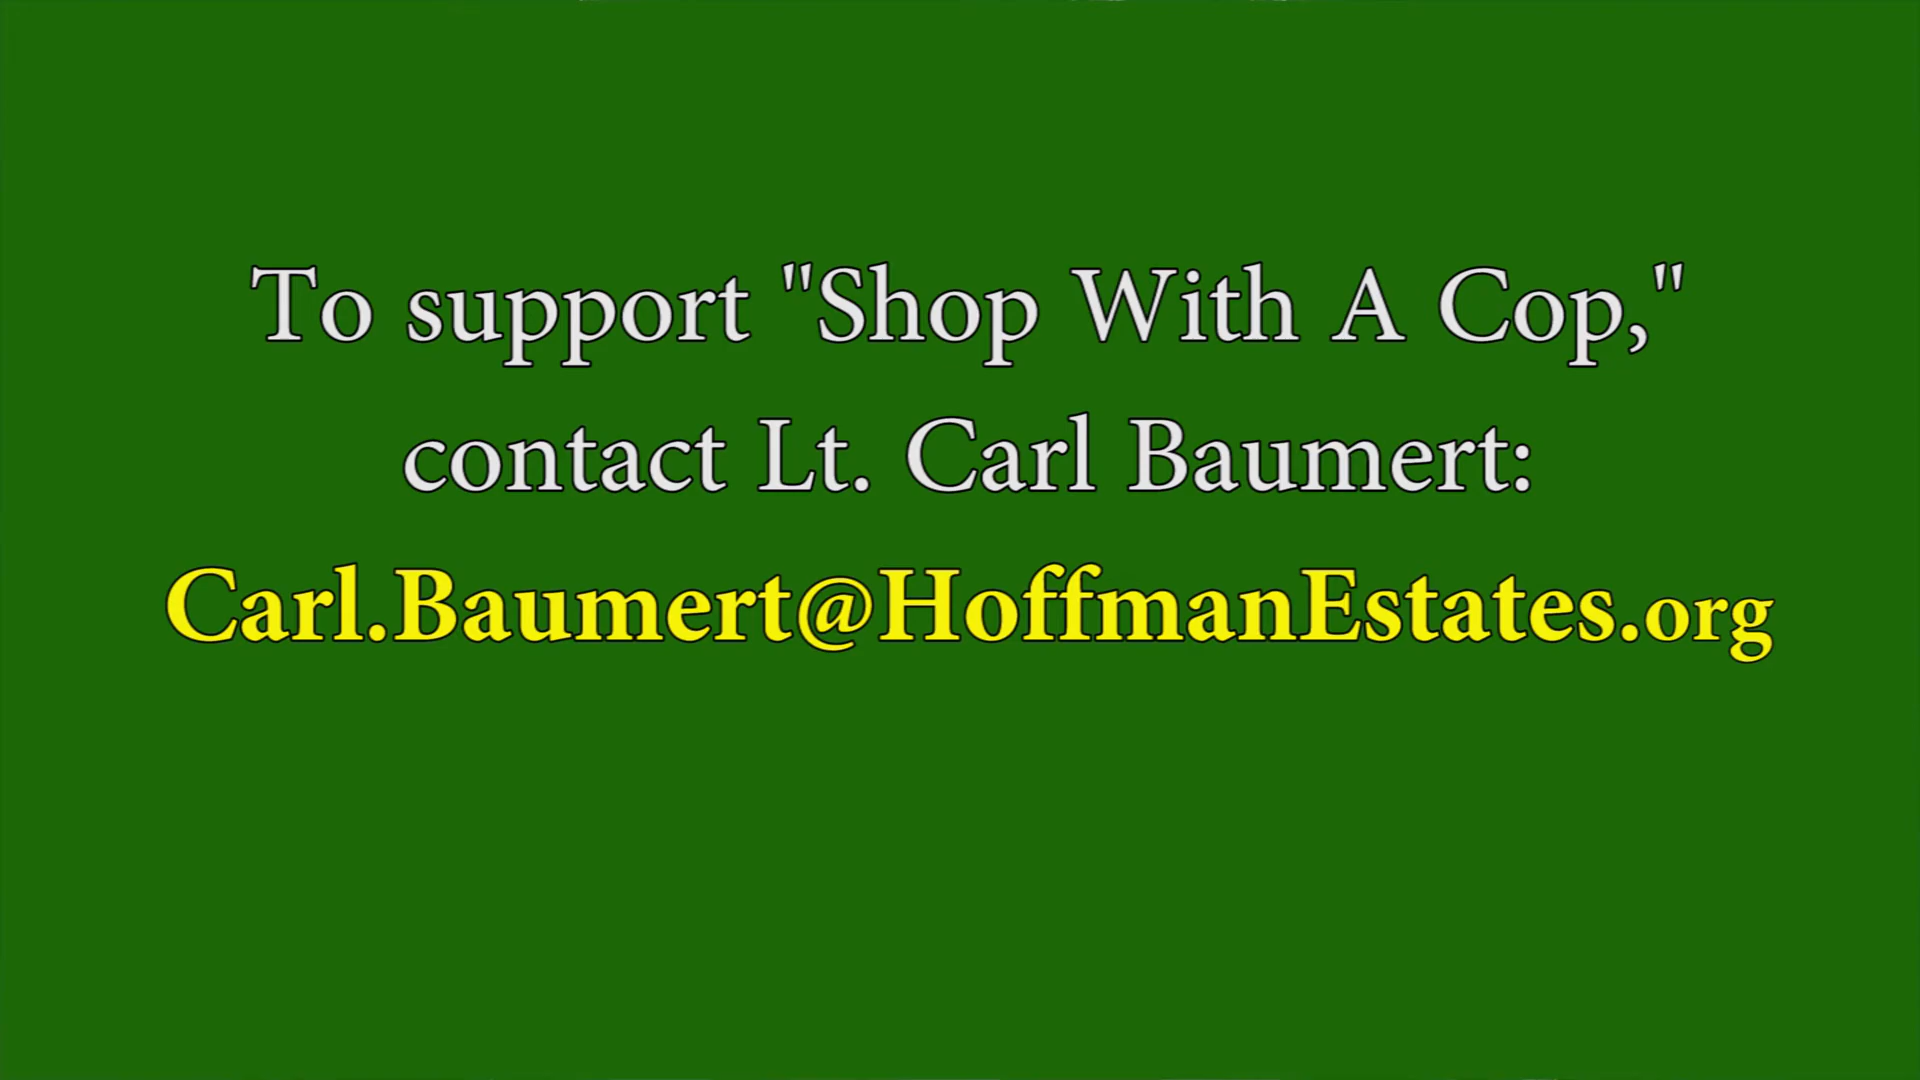 To support "Shop With A Cop,"
contact Lt. Carl Baumert:
Carl.Baumert@HoffmanEstates.org